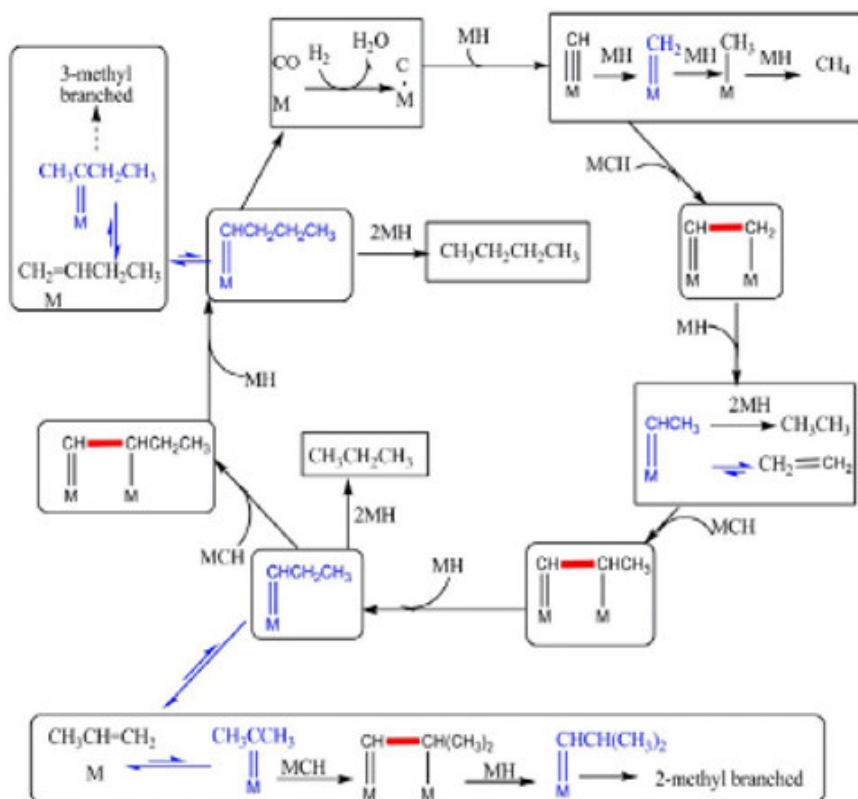 CO
H₂
H₂O
C
M
M
MH
CH
M
MH
CH₂
M
MH
CH₃
M
MH
CH₄
3-methyl
branched
CH₃CCH₂CH₃
M
CH₂=CHCH₂CH₃
M
CHCH₂CH₂CH₃
M
2MH
CH₃CH₂CH₂CH₃
MCH
CH
CH₂
M
M
MH
MH
CHCH₃
M
2MH
CH₃CH₃
CH₂=CH₂
CH
CHCH₂CH₃
M
M
CH₃CH₂CH₃
2MH
MCH
MCH
CHCH₂CH₃
M
MH
CH
CHCH₃
M
M
CH₃CH=CH₂
M
CH₃CCH₃
M
MCH
CH
CH(CH₃)₂
M
M
MH
CHCH(CH₃)₂
M
2-methyl branched